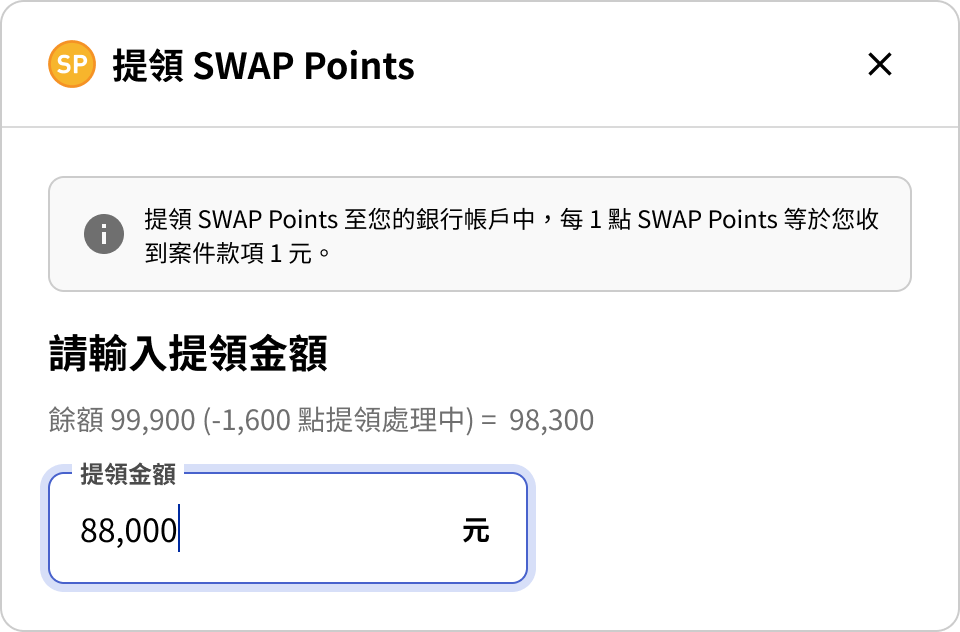 SP 提領 SWAP Points
提領 SWAP Points 至您的銀行帳戶中，每 1 點 SWAP Points 等於您收
到案件款項 1 元。
請輸入提領金額
餘額 99,900 (-1,600 點提領處理中) = 98,300
提領金額
88,000 元